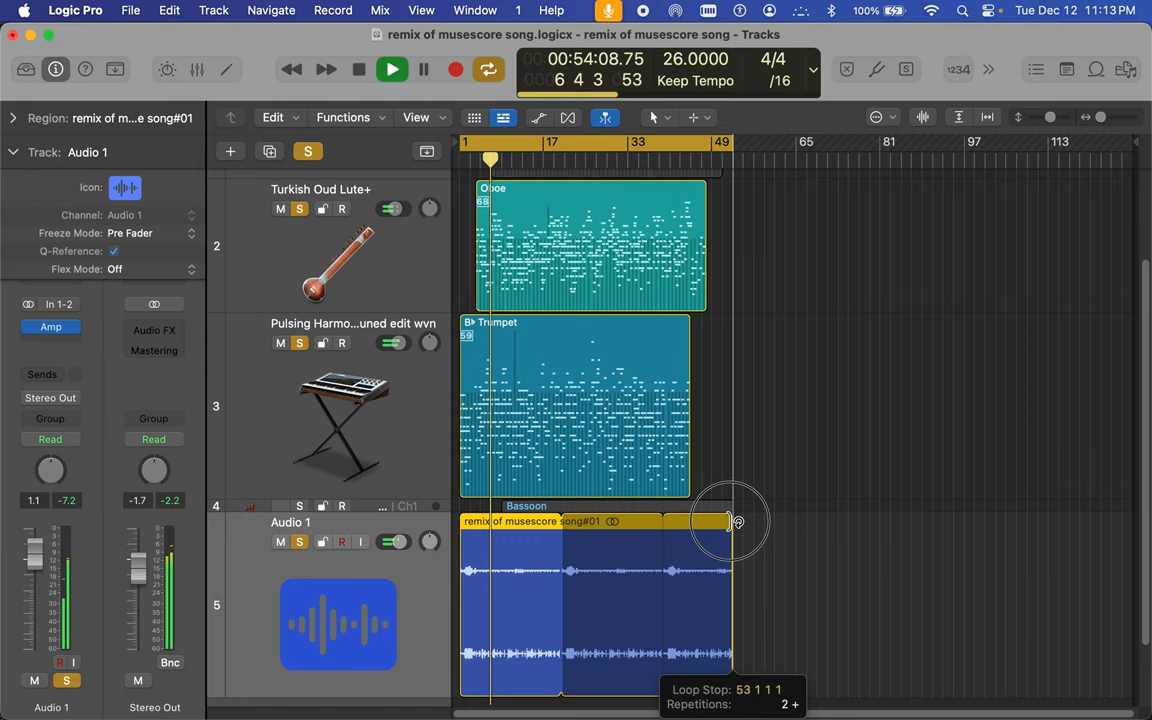 Logic Pro File Edit Track Navigate Record Mix View Window 1 Help 100% Tue Dec 12 11:13 PM
remix of musescore song.logicx - remix of musescore song - Tracks
00:54:08.75 26.0000 4/4
6 4 3 53 Keep Tempo /16
1234
Region: remix of m...e song#01
Edit Functions View
Track: Audio 1
S
1 17 33 49 65 81 97 113
Icon:
Channel: Audio 1
Freeze Mode: Pre Fader
Q-Reference:
Flex Mode: Off
2
Turkish Oud Lute+
M S R
Oboe
68
In 1-2
Amp
Audio FX
Mastering
Sends
Stereo Out
Group Group
Read Read
1.1 -7.2 -1.7 -2.2
3
Pulsing Harmo...uned edit wvn
M S R
B♭ Trumpet
59
4 S R ... Ch1
Bassoon
5
Audio 1
M S R I
remix of musescore song#01
R I Bnc
M S M
Audio 1 Stereo Out
Loop Stop: 53 1 1 1
Repetitions: 2 +